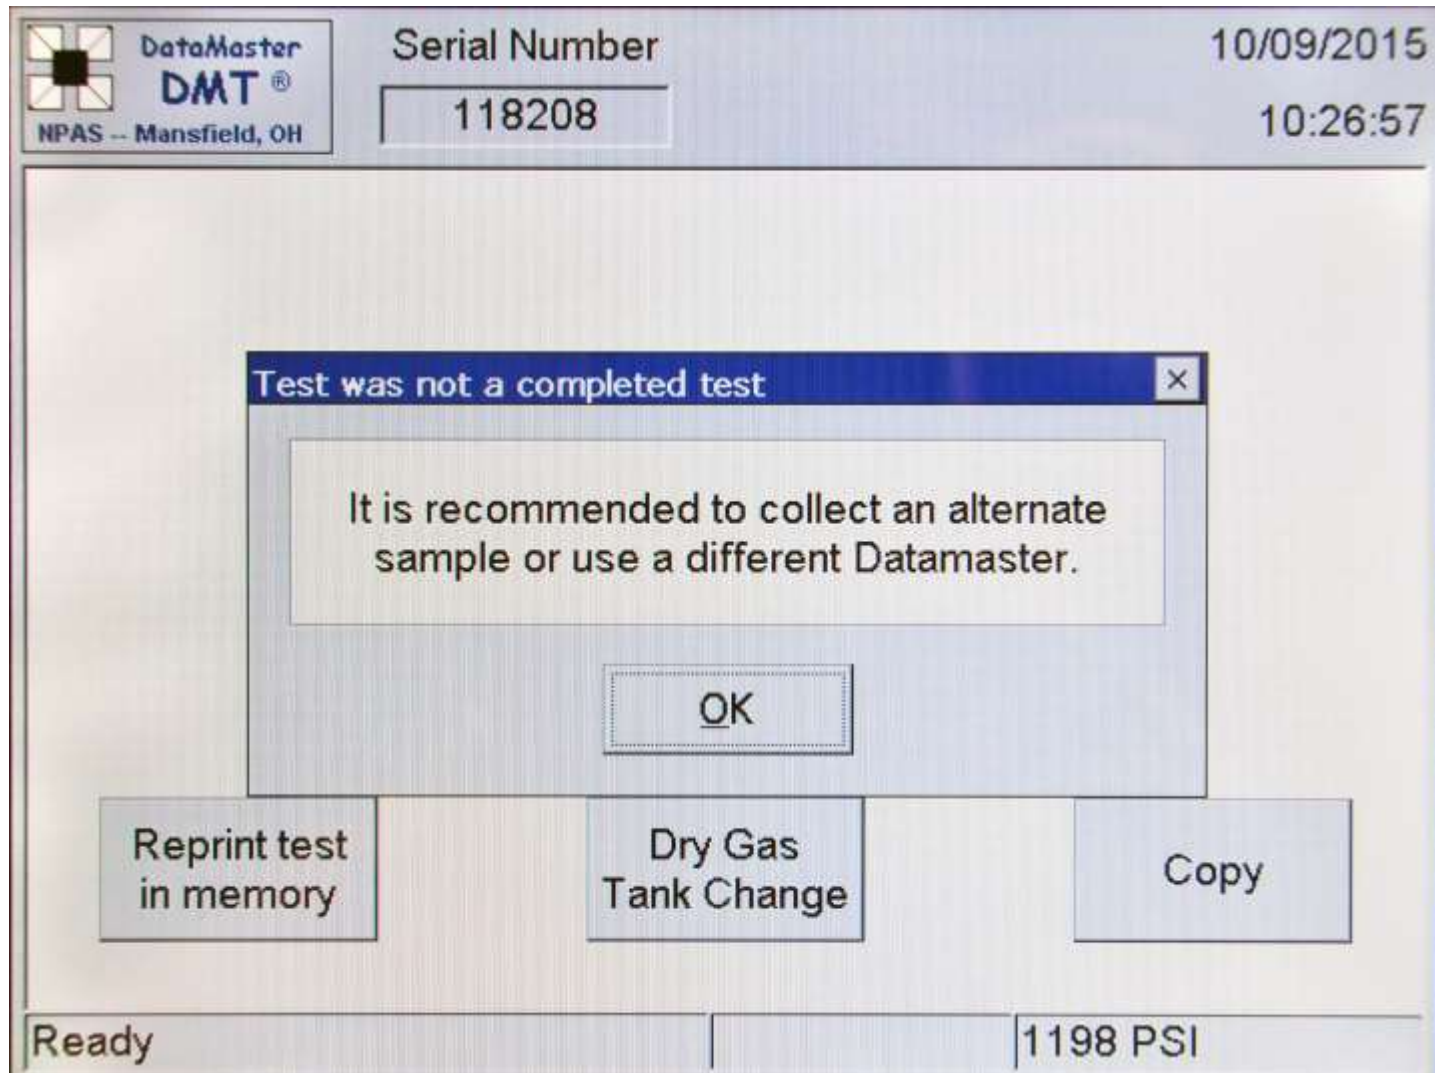 DataMaster
DMT ®
NPAS -- Mansfield, OH
Serial Number
118208
10/09/2015
10:26:57
Test was not a completed test
It is recommended to collect an alternate
sample or use a different Datamaster.
OK
Reprint test
in memory
Dry Gas
Tank Change
Copy
Ready
1198 PSI